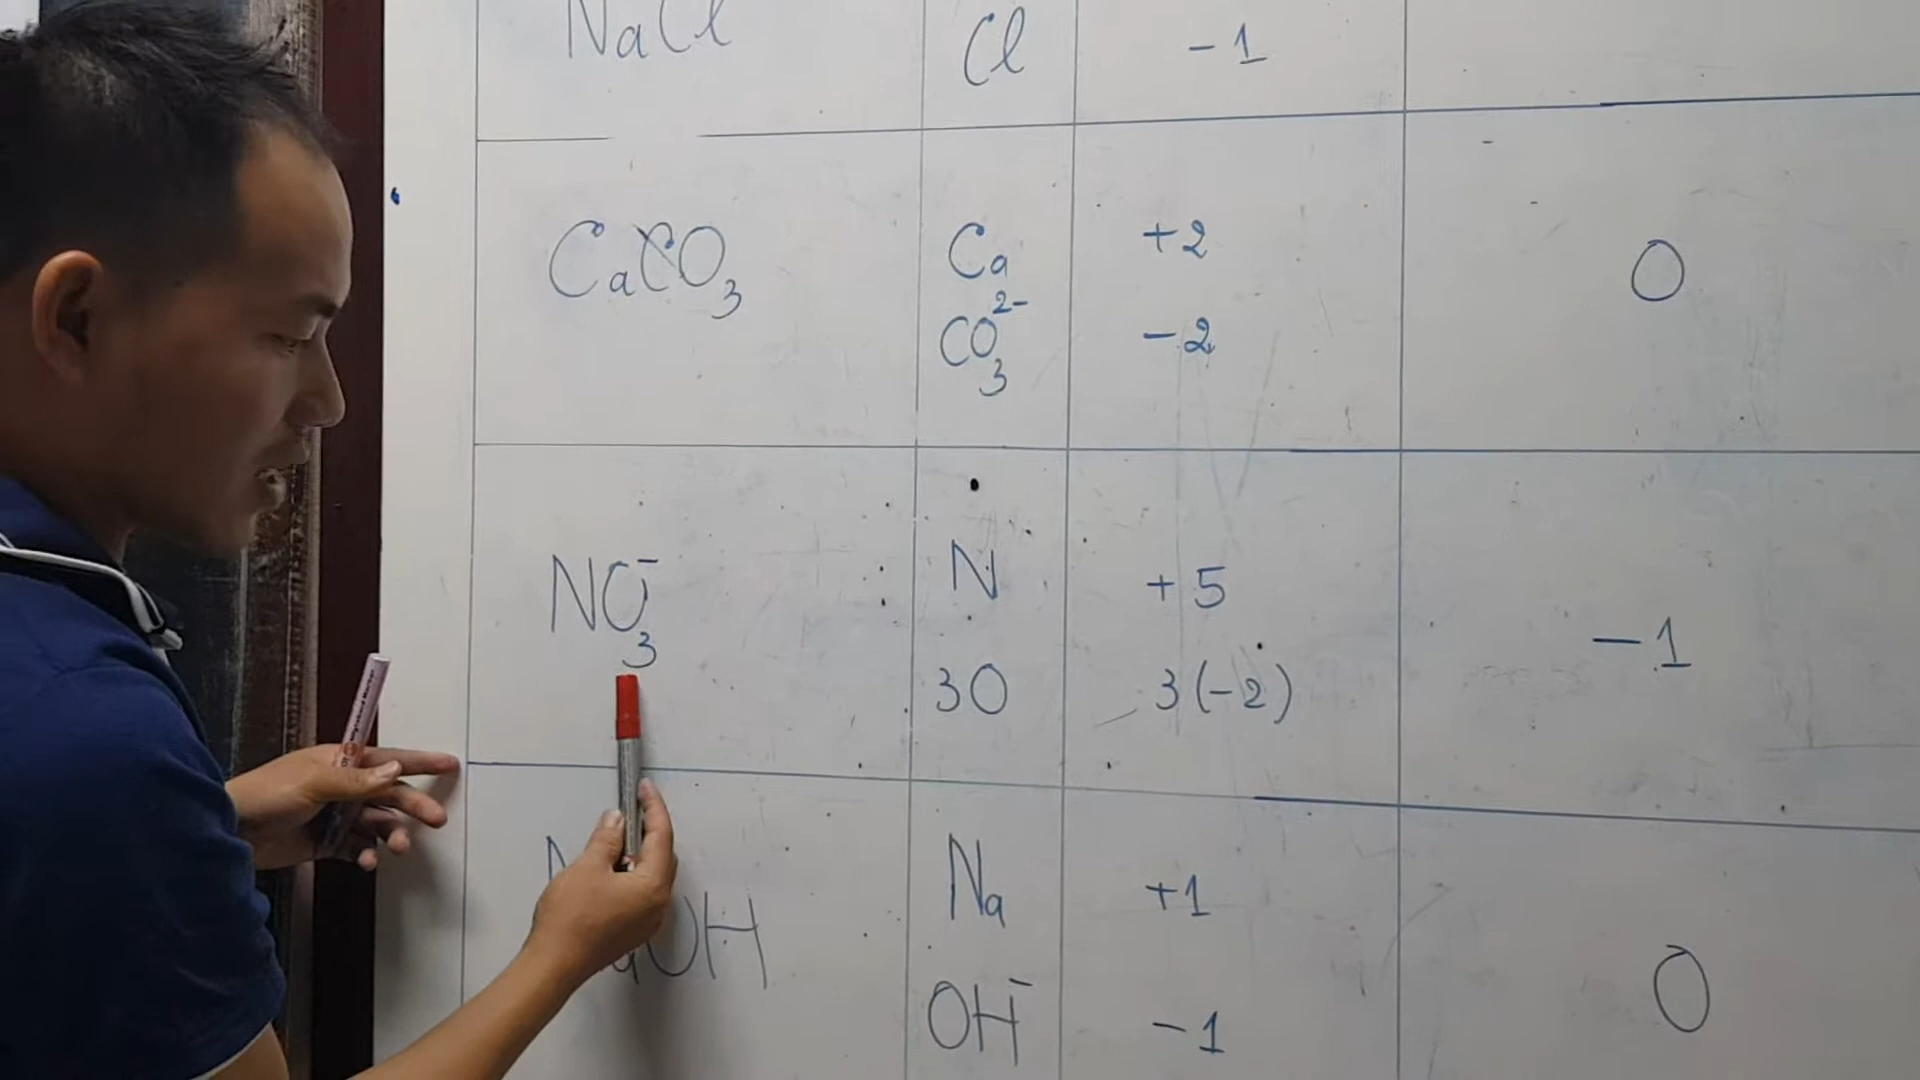 NaCl Cl -1
CaCO3 Ca +2 0
CO3^2- -2
NO3^- N +5 -1
3O 3(-2)
NaOH Na +1 0
OH^- -1